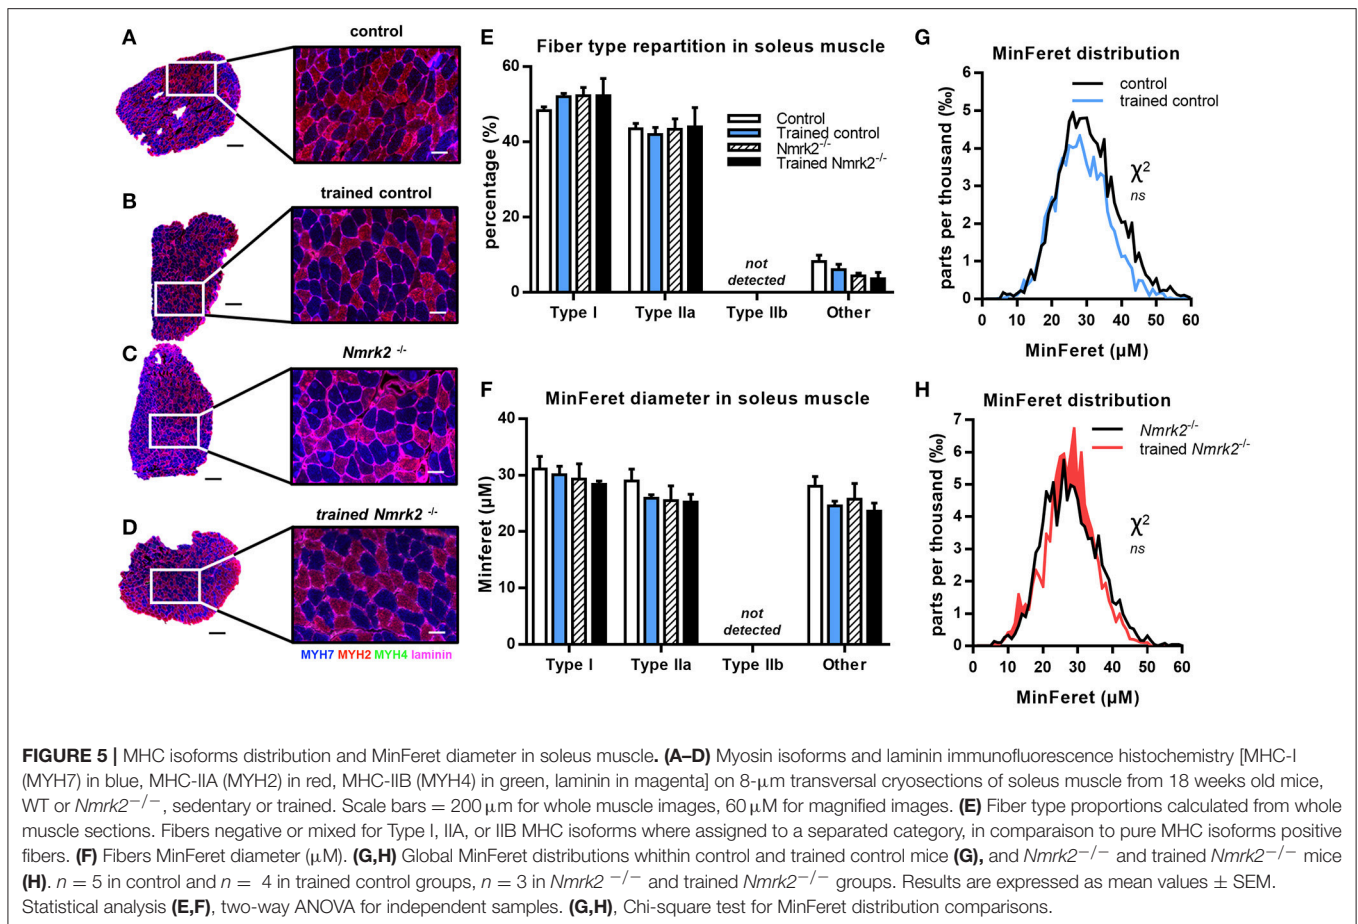 A
control
B
trained control
C
Nmrk2 -/-
D
trained Nmrk2 -/-
MYH7 MYH2 MYH4 laminin
E
Fiber type repartition in soleus muscle
percentage (%)
60
40
20
0
Control
Trained control
Nmrk2-/-
Trained Nmrk2-/-
not
detected
Type I Type IIa Type IIb Other
F
MinFeret diameter in soleus muscle
Minferet (µM)
40
30
20
10
0
not
detected
Type I Type IIa Type IIb Other
G
MinFeret distribution
control
trained control
parts per thousand (‰)
6
5
4
3
2
1
0
χ2
ns
0 10 20 30 40 50 60
MinFeret (µM)
H
MinFeret distribution
Nmrk2-/-
trained Nmrk2-/-
parts per thousand (‰)
7
6
5
4
3
2
1
0
χ2
ns
0 10 20 30 40 50 60
MinFeret (µM)
FIGURE 5 | MHC isoforms distribution and MinFeret diameter in soleus muscle. (A–D) Myosin isoforms and laminin immunofluorescence histochemistry [MHC-I
(MYH7) in blue, MHC-IIA (MYH2) in red, MHC-IIB (MYH4) in green, laminin in magenta] on 8-µm transversal cryosections of soleus muscle from 18 weeks old mice,
WT or Nmrk2−/−, sedentary or trained. Scale bars = 200 µm for whole muscle images, 60 µM for magnified images. (E) Fiber type proportions calculated from whole
muscle sections. Fibers negative or mixed for Type I, IIA, or IIB MHC isoforms where assigned to a separated category, in comparaison to pure MHC isoforms positive
fibers. (F) Fibers MinFeret diameter (µM). (G,H) Global MinFeret distributions whithin control and trained control mice (G), and Nmrk2−/− and trained Nmrk2−/− mice
(H). n = 5 in control and n = 4 in trained control groups, n = 3 in Nmrk2 −/− and trained Nmrk2−/− groups. Results are expressed as mean values ± SEM.
Statistical analysis (E,F), two-way ANOVA for independent samples. (G,H), Chi-square test for MinFeret distribution comparisons.